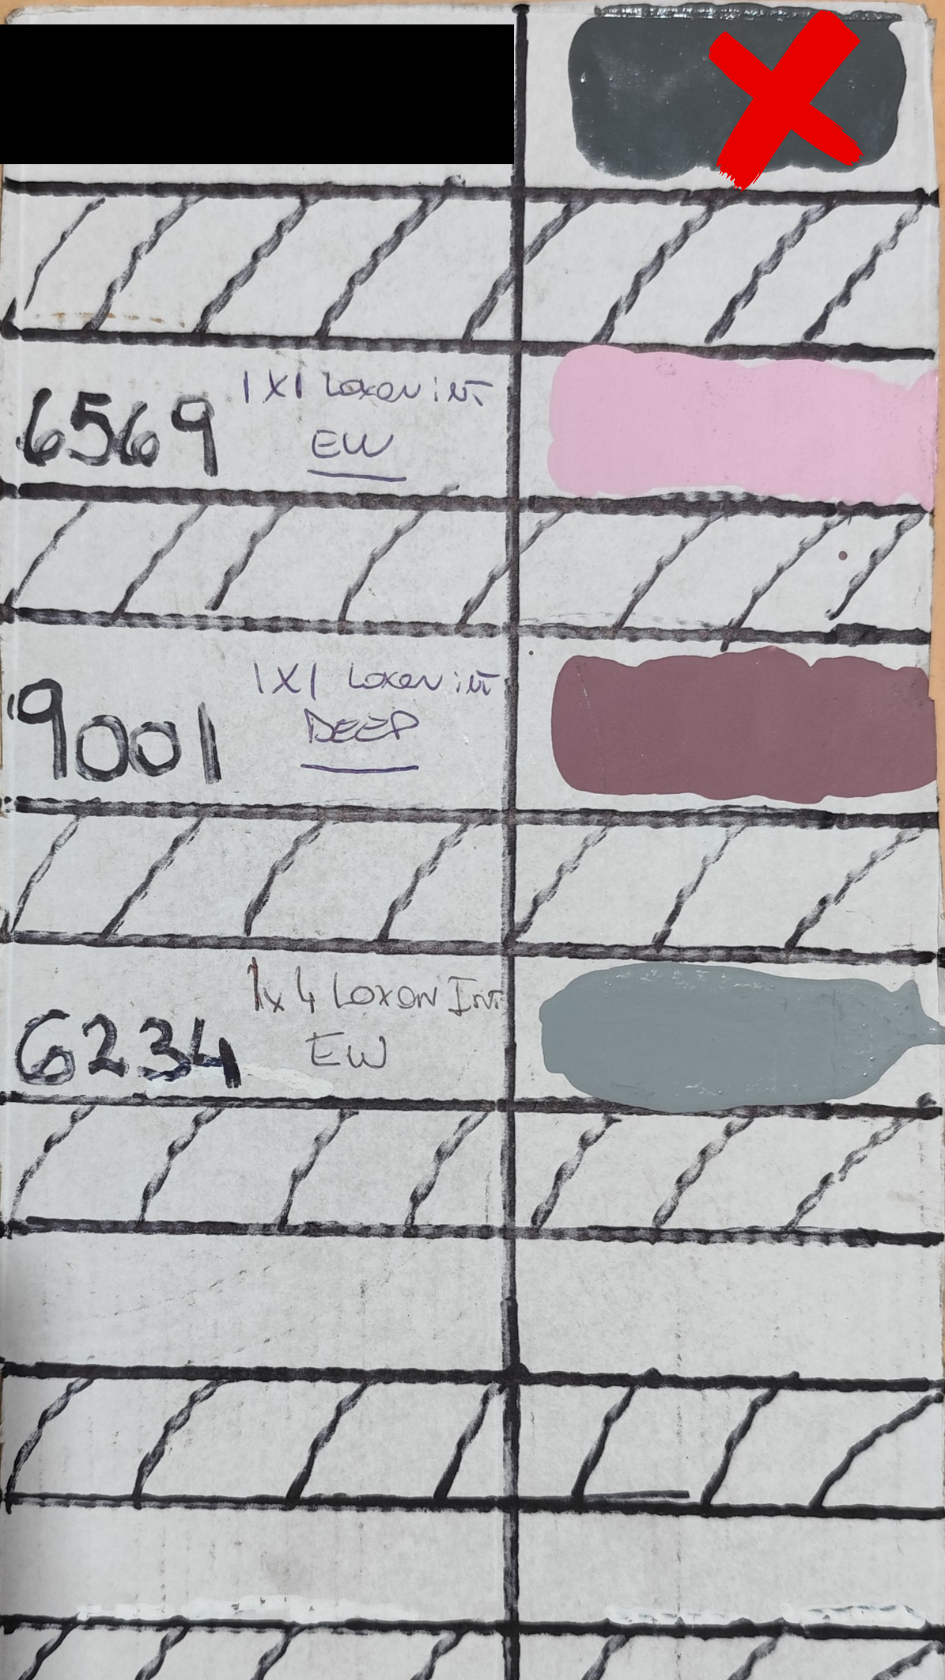 6569 1X1 LOXON INT
EW
9001 1X1 LOXON INT
DEEP
6234 1x4 LOXON INT
EW